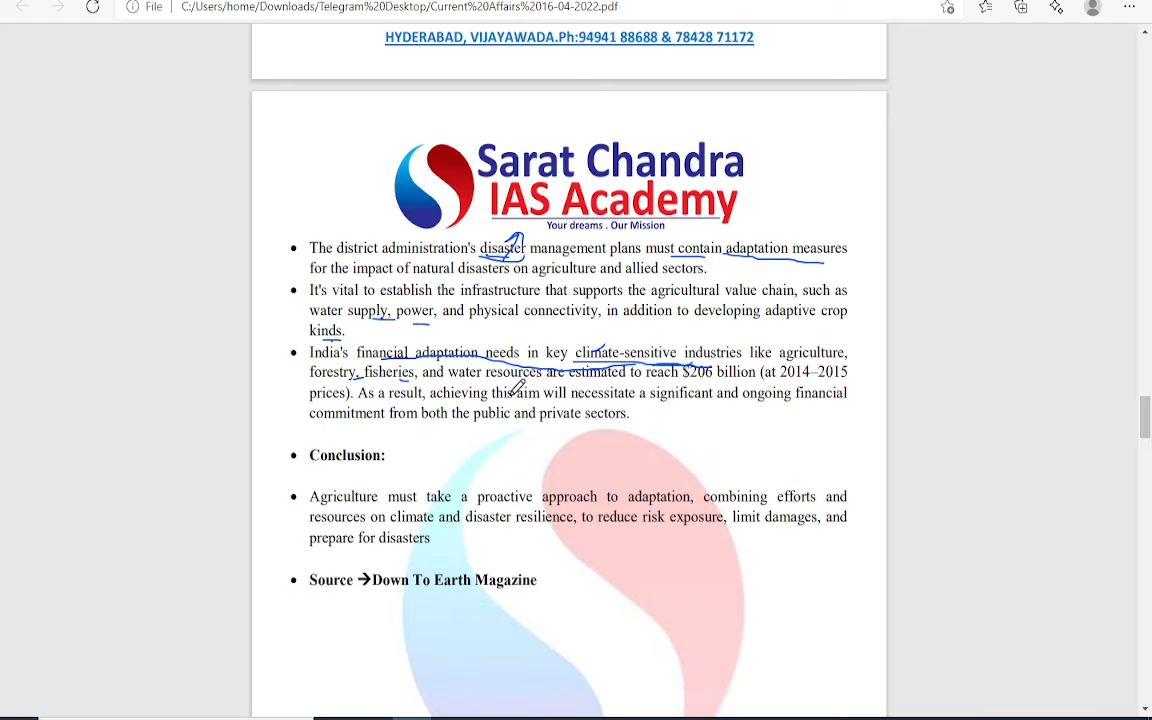 File
C:/Users/home/Downloads/Telegram%20Desktop/Current%20Affairs%2016-04-2022.pdf
HYDERABAD, VIJAYAWADA.Ph:94941 88688 & 78428 71172
Sarat Chandra
IAS Academy
Your dreams . Our Mission
• The district administration's disaster management plans must contain adaptation measures
for the impact of natural disasters on agriculture and allied sectors.
• It's vital to establish the infrastructure that supports the agricultural value chain, such as
water supply, power, and physical connectivity, in addition to developing adaptive crop
kinds.
• India's financial adaptation needs in key climate-sensitive industries like agriculture,
forestry, fisheries, and water resources are estimated to reach $206 billion (at 2014–2015
prices). As a result, achieving this aim will necessitate a significant and ongoing financial
commitment from both the public and private sectors.
• Conclusion:
• Agriculture must take a proactive approach to adaptation, combining efforts and
resources on climate and disaster resilience, to reduce risk exposure, limit damages, and
prepare for disasters
• Source ➔Down To Earth Magazine